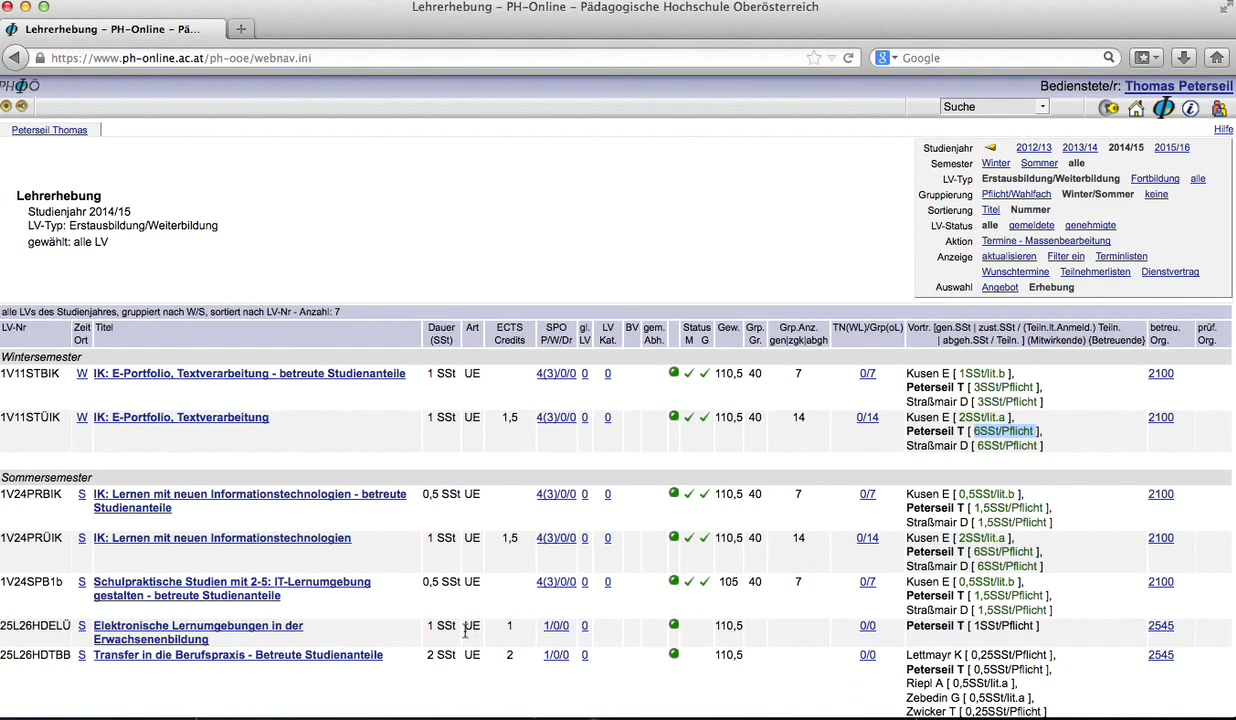 Lehrerhebung - PH-Online - Pädagogische Hochschule Oberösterreich
Lehrerhebung - PH-Online - Pä...
https://www.ph-online.ac.at/ph-ooe/webnav.ini
Google
PHΦÖ
Bedienstete/r: Thomas Peterseil
Suche
Peterseil Thomas
Hilfe
Studienjahr 2012/13 2013/14 2014/15 2015/16
Semester Winter Sommer alle
LV-Typ Erstausbildung/Weiterbildung Fortbildung alle
Gruppierung Pflicht/Wahlfach Winter/Sommer keine
Sortierung Titel Nummer
LV-Status alle gemeldete genehmigte
Aktion Termine - Massenbearbeitung
Anzeige aktualisieren Filter ein Terminlisten
Wunschtermine Teilnehmerlisten Dienstvertrag
Auswahl Angebot Erhebung
Lehrerhebung
Studienjahr 2014/15
LV-Typ: Erstausbildung/Weiterbildung
gewählt: alle LV
alle LVs des Studienjahres, gruppiert nach W/S, sortiert nach LV-Nr - Anzahl: 7
LV-Nr Zeit Titel Dauer Art ECTS SPO gl. LV BV gem. Status Gew. Grp. Grp.Anz. TN(WL)/Grp(oL) Vortr. [gen.SSt | zust.SSt / (Teiln.lt.Anmeld.) Teiln. betreu. prüf.
Ort (SSt) Credits P/W/Dr LV Kat. Abh. M G Gr. gen|zgk|abgh | abgeh.SSt / Teiln. ] (Mitwirkende) {Betreuende} Org. Org.
Wintersemester
1V11STBIK W IK: E-Portfolio, Textverarbeitung - betreute Studienanteile 1 SSt UE 4(3)/0/0 0 0 110,5 40 7 0/7 Kusen E [ 1SSt/lit.b ], 2100
Peterseil T [ 3SSt/Pflicht ],
Straßmair D [ 3SSt/Pflicht ]
1V11STÜIK W IK: E-Portfolio, Textverarbeitung 1 SSt UE 1,5 4(3)/0/0 0 0 110,5 40 14 0/14 Kusen E [ 2SSt/lit.a ], 2100
Peterseil T [ 6SSt/Pflicht ],
Straßmair D [ 6SSt/Pflicht ]
Sommersemester
1V24PRBIK S IK: Lernen mit neuen Informationstechnologien - betreute 0,5 SSt UE 4(3)/0/0 0 0 110,5 40 7 0/7 Kusen E [ 0,5SSt/lit.b ], 2100
Studienanteile Peterseil T [ 1,5SSt/Pflicht ],
Straßmair D [ 1,5SSt/Pflicht ]
1V24PRÜIK S IK: Lernen mit neuen Informationstechnologien 1 SSt UE 1,5 4(3)/0/0 0 0 110,5 40 14 0/14 Kusen E [ 2SSt/lit.a ], 2100
Peterseil T [ 6SSt/Pflicht ],
Straßmair D [ 6SSt/Pflicht ]
1V24SPB1b S Schulpraktische Studien mit 2-5: IT-Lernumgebung 0,5 SSt UE 4(3)/0/0 0 0 105 40 7 0/7 Kusen E [ 0,5SSt/lit.b ], 2100
gestalten - betreute Studienanteile Peterseil T [ 1,5SSt/Pflicht ],
Straßmair D [ 1,5SSt/Pflicht ]
25L26HDELÜ S Elektronische Lernumgebungen in der 1 SSt UE 1 1/0/0 0 110,5 0/0 Peterseil T [ 1SSt/Pflicht ] 2545
Erwachsenenbildung
25L26HDTBB S Transfer in die Berufspraxis - Betreute Studienanteile 2 SSt UE 2 1/0/0 0 110,5 0/0 Lettmayr K [ 0,25SSt/Pflicht ], 2545
Peterseil T [ 0,5SSt/Pflicht ],
Riepl A [ 0,5SSt/lit.a ],
Zebedin G [ 0,5SSt/lit.a ],
Zwicker T [ 0,25SSt/Pflicht ]